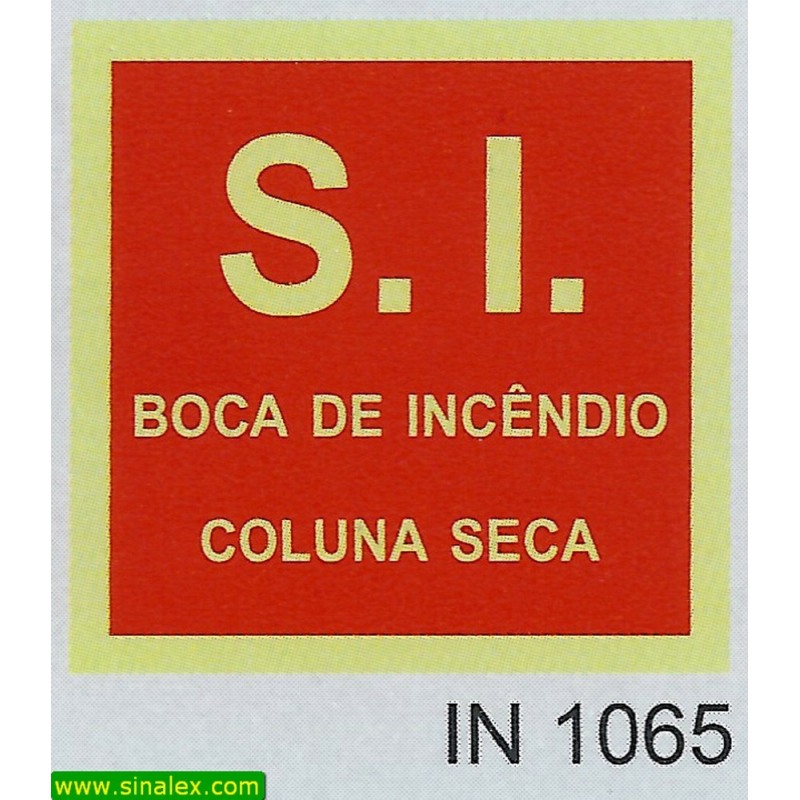 S. I.
BOCA DE INCÊNDIO
COLUNA SECA
IN 1065
www.sinalex.com